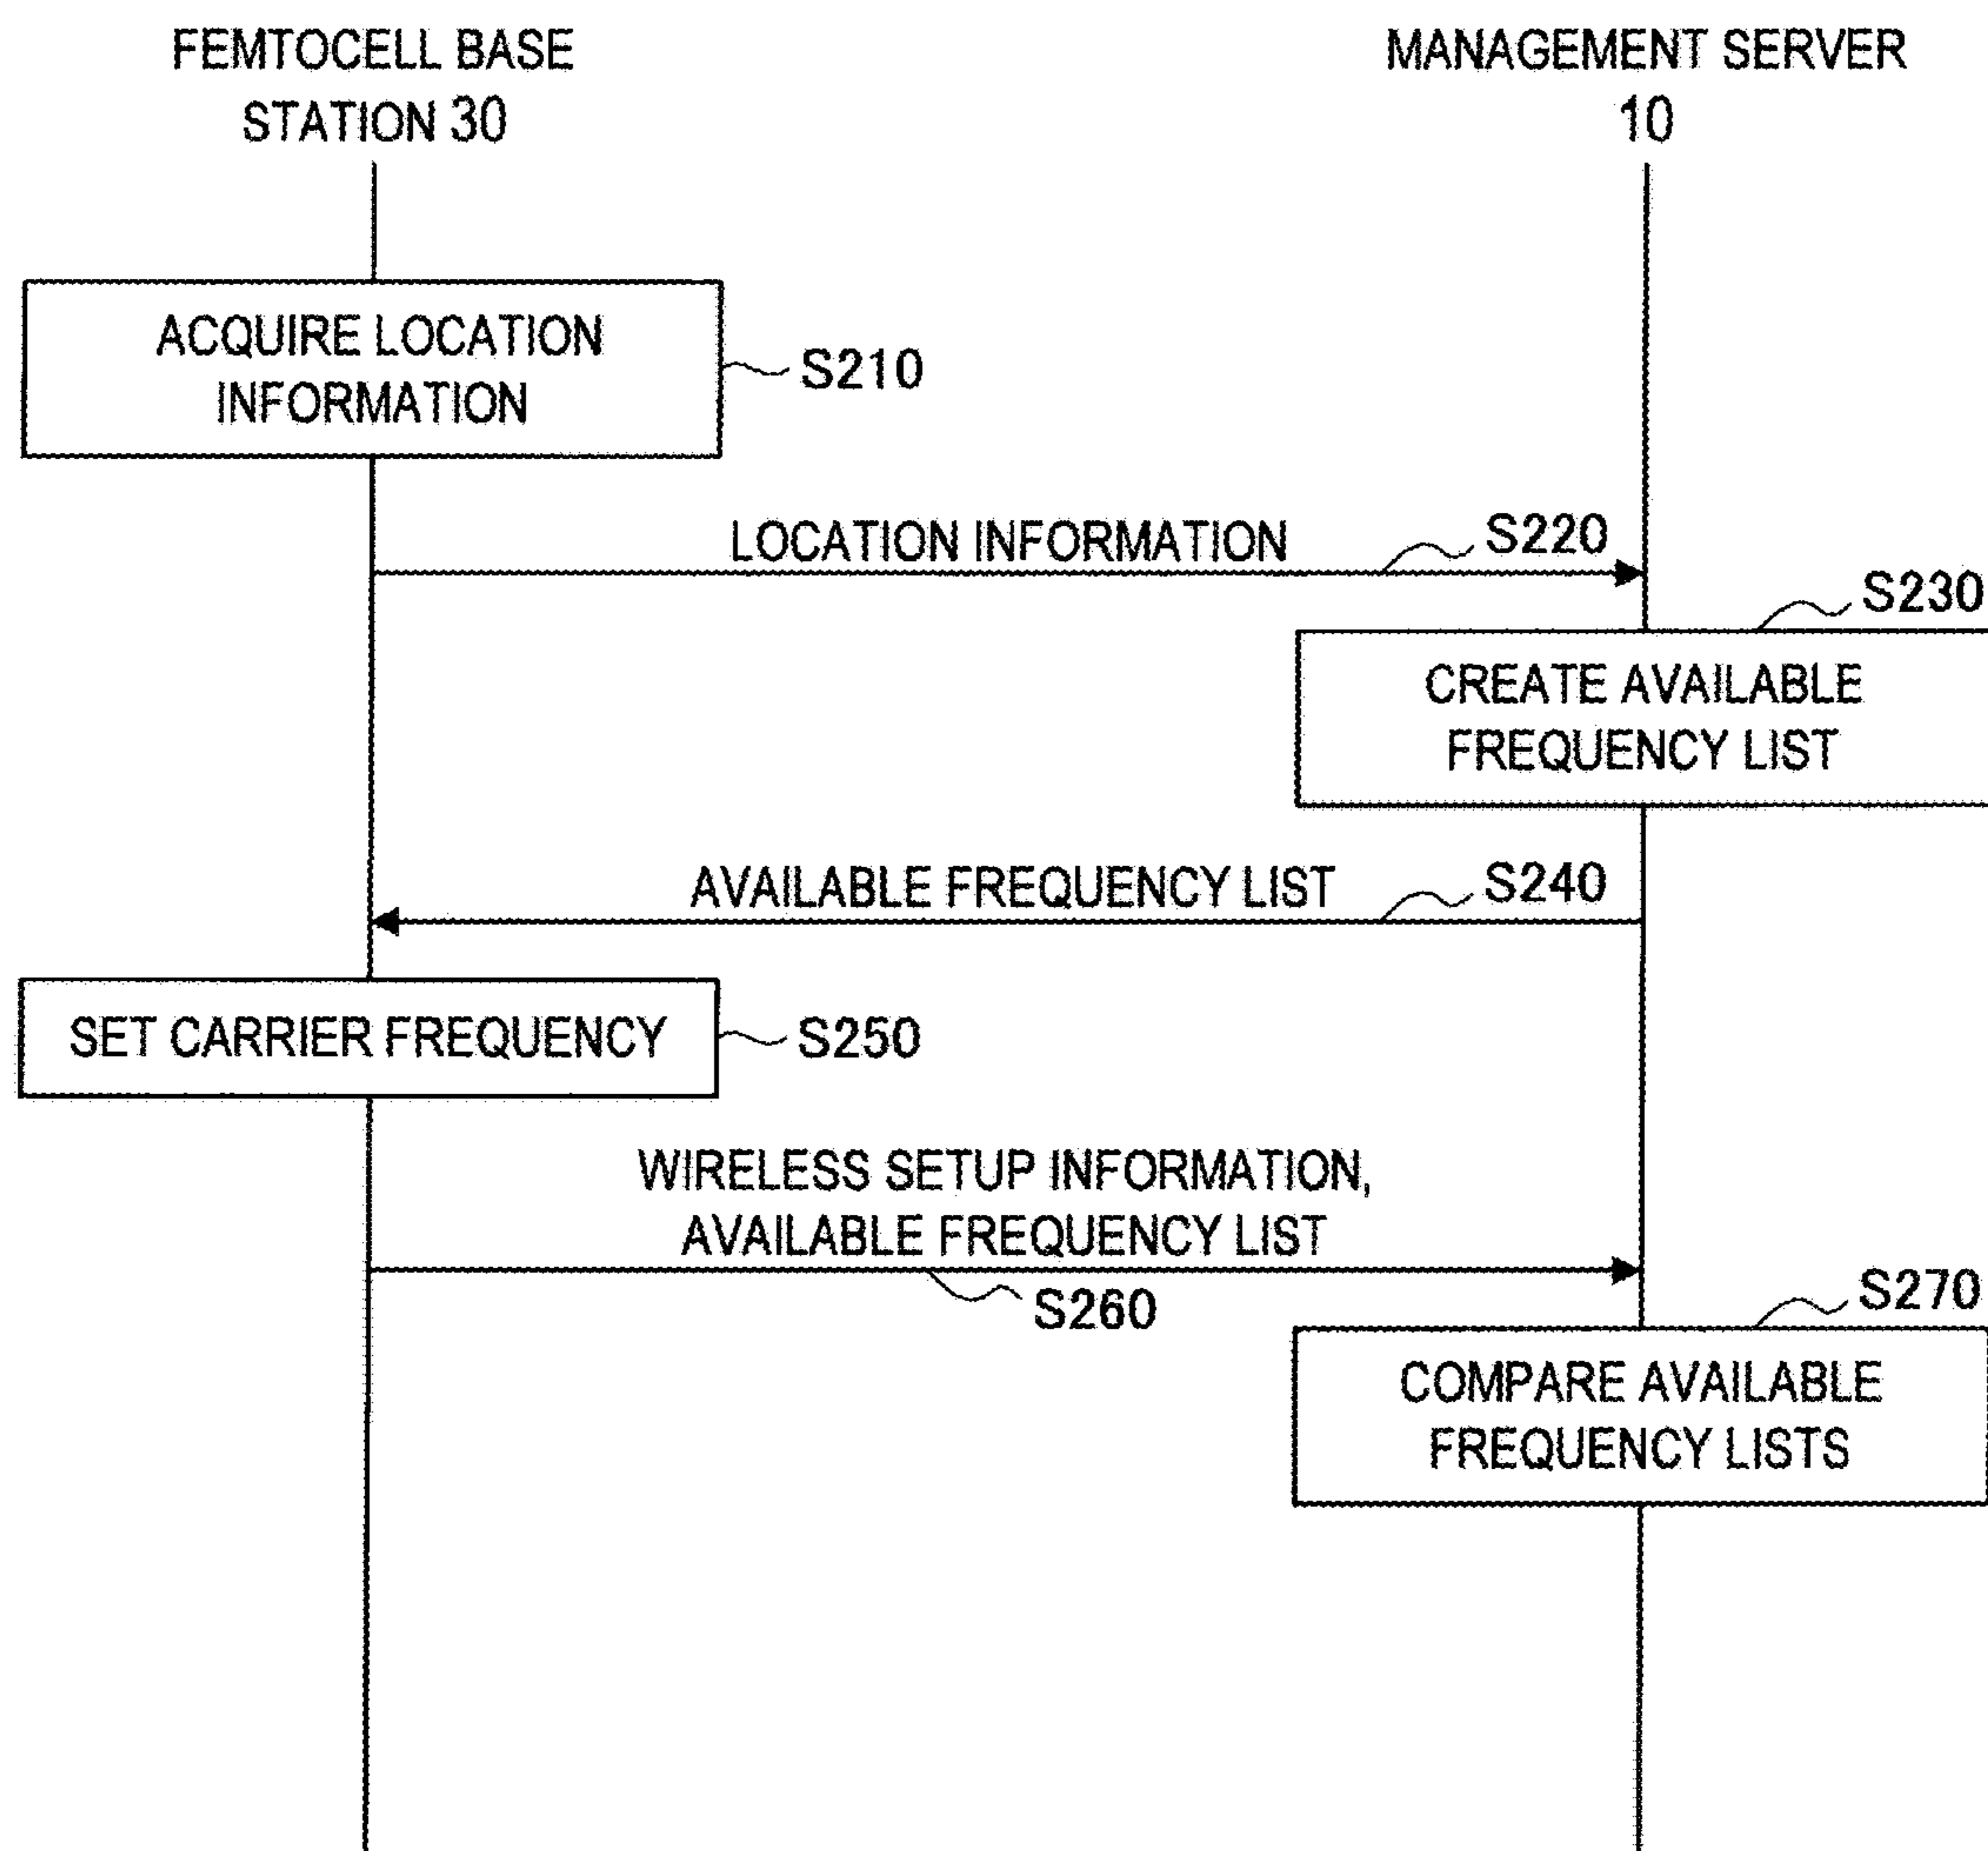 FEMTOCELL BASE
STATION 30
MANAGEMENT SERVER
10
ACQUIRE LOCATION
INFORMATION
S210
LOCATION INFORMATION
S220
S230
CREATE AVAILABLE
FREQUENCY LIST
AVAILABLE FREQUENCY LIST
S240
SET CARRIER FREQUENCY
S250
WIRELESS SETUP INFORMATION,
AVAILABLE FREQUENCY LIST
S260
S270
COMPARE AVAILABLE
FREQUENCY LISTS